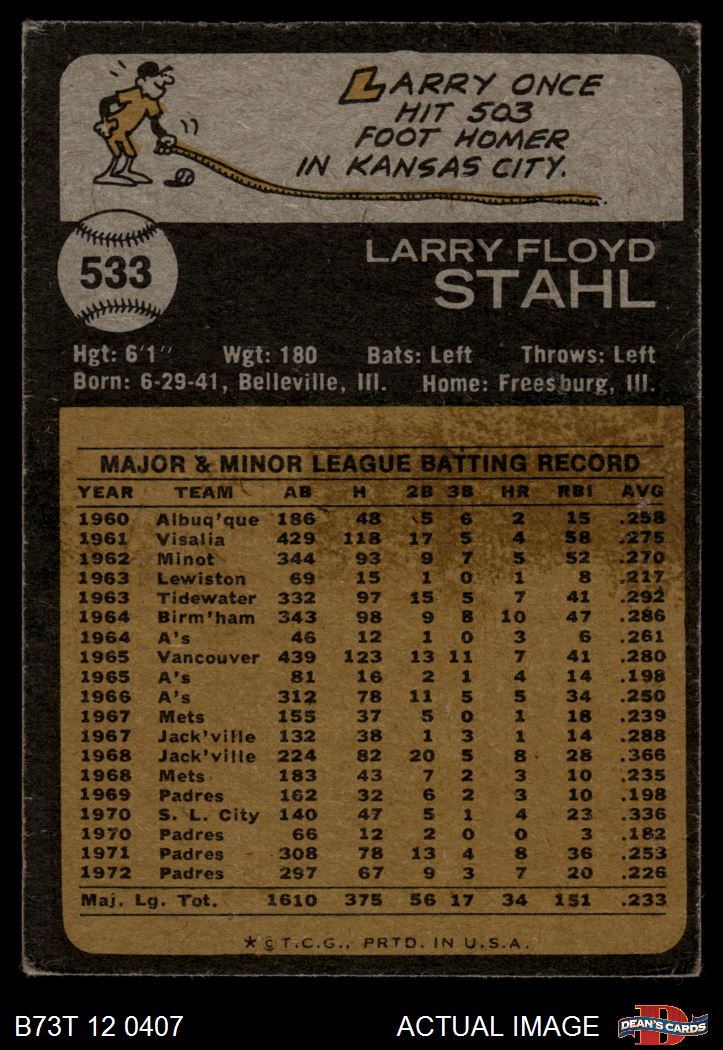 LARRY ONCE
HIT 503
FOOT HOMER
IN KANSAS CITY.
533
LARRY FLOYD
STAHL
Hgt: 6'1" Wgt: 180 Bats: Left Throws: Left
Born: 6-29-41, Belleville, Ill. Home: Freesburg, Ill.
MAJOR & MINOR LEAGUE BATTING RECORD
YEAR TEAM AB H 2B 3B HR RBI AVG
1960 Albuq'que 186 48 5 6 2 15 .258
1961 Visalia 429 118 17 5 4 58 .275
1962 Minot 344 93 9 7 5 52 .270
1963 Lewiston 69 15 1 0 1 8 .217
1963 Tidewater 332 97 15 5 7 41 .292
1964 Birm'ham 343 98 9 8 10 47 .286
1964 A's 46 12 1 0 3 6 .261
1965 Vancouver 439 123 13 11 7 41 .280
1965 A's 81 16 2 1 4 14 .198
1966 A's 312 78 11 5 5 34 .250
1967 Mets 155 37 5 0 1 18 .239
1967 Jack'ville 132 38 1 3 1 14 .288
1968 Jack'ville 224 82 20 5 8 28 .366
1968 Mets 183 43 7 2 3 10 .235
1969 Padres 162 32 6 2 3 10 .198
1970 S. L. City 140 47 5 1 4 23 .336
1970 Padres 66 12 2 0 0 3 .182
1971 Padres 308 78 13 4 8 36 .253
1972 Padres 297 67 9 3 7 20 .226
Maj. Lg. Tot. 1610 375 56 17 34 151 .233
★ © T.C.G., PRTD. IN U.S.A.
B73T 12 0407 ACTUAL IMAGE
D
DEAN'S CARDS